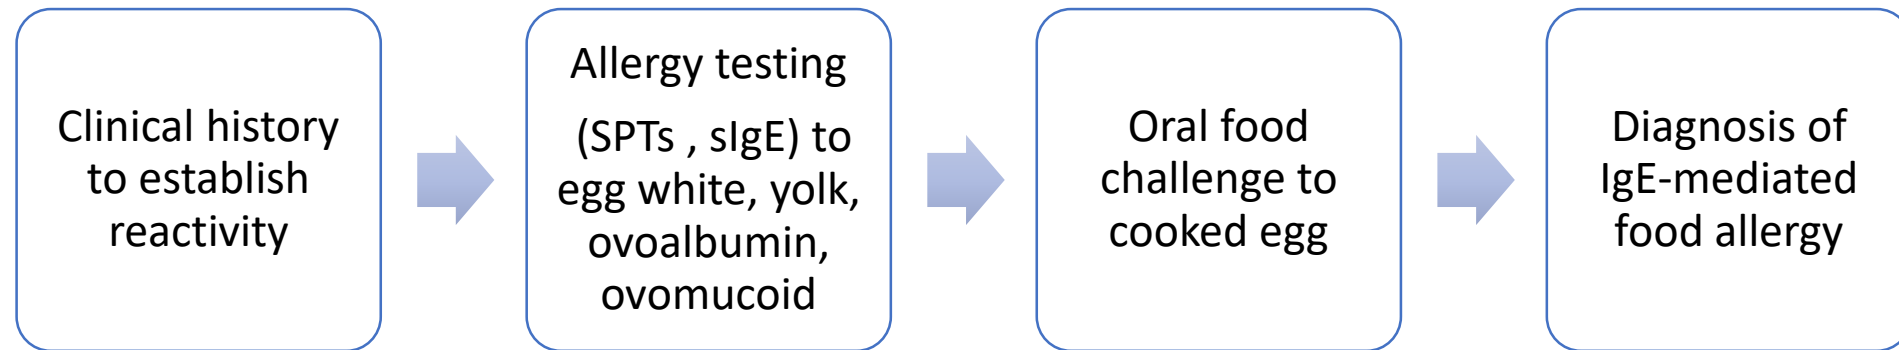 Clinical history
to establish
reactivity
Allergy testing
(SPTs , sIgE) to
egg white, yolk,
ovoalbumin,
ovomucoid
Oral food
challenge to
cooked egg
Diagnosis of
IgE-mediated
food allergy